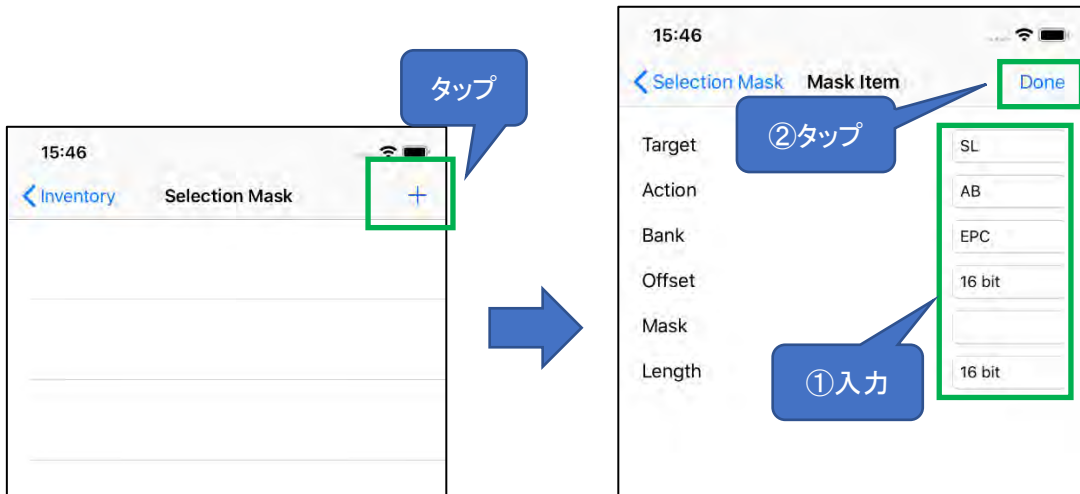 タップ
15:46
Inventory
Selection Mask
+
15:46
Selection Mask
Mask Item
Done
②タップ
Target
SL
Action
AB
Bank
EPC
Offset
16 bit
Mask
Length
16 bit
①入力